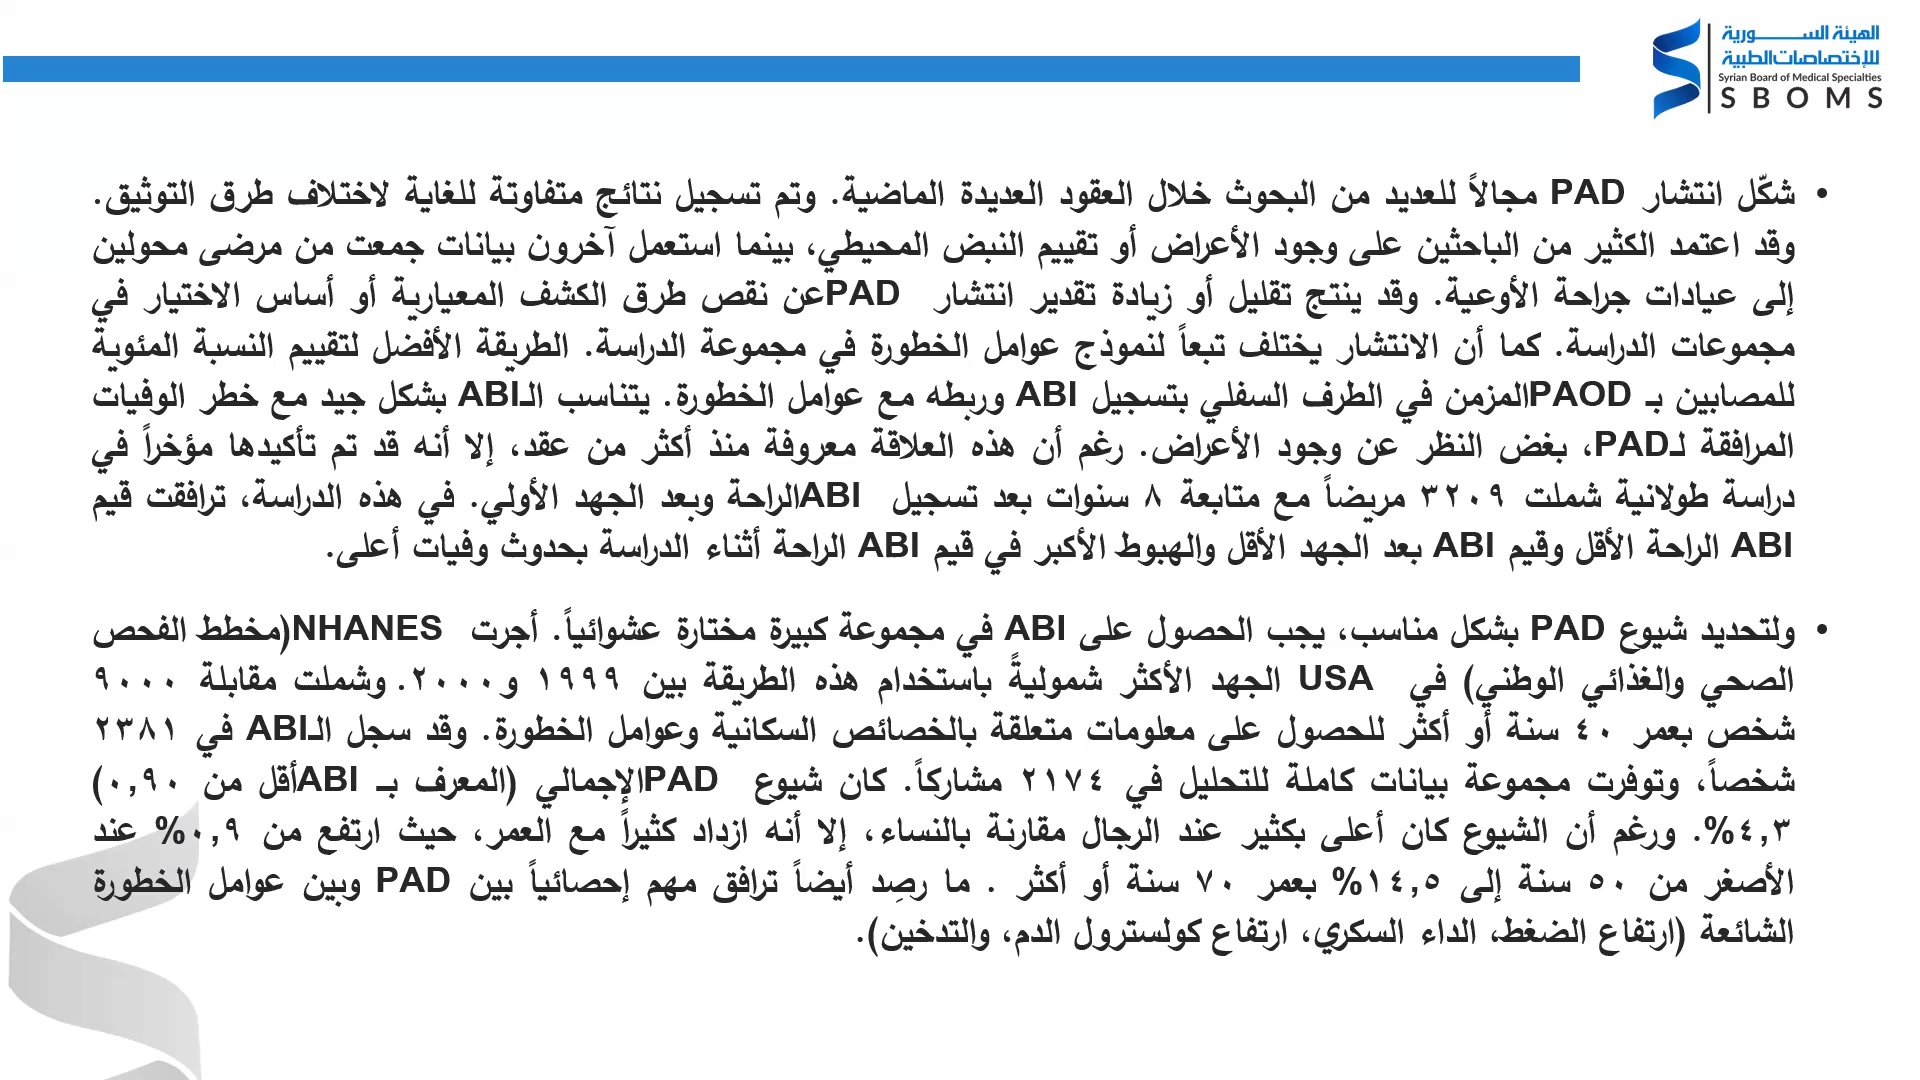 الهيئة السـورية
للإختصاصات الطبية
Syrian Board of Medical Specialties
SBOMS
• شكّل انتشار PAD مجالاً للعديد من البحوث خلال العقود العديدة الماضية. وتم تسجيل نتائج متفاوتة للغاية لاختلاف طرق التوثيق.
وقد اعتمد الكثير من الباحثين على وجود الأعراض أو تقييم النبض المحيطي، بينما استعمل آخرون بيانات جمعت من مرضى محولين
إلى عيادات جراحة الأوعية. وقد ينتج تقليل أو زيادة تقدير انتشار PADعن نقص طرق الكشف المعيارية أو أساس الاختيار في
مجموعات الدراسة. كما أن الانتشار يختلف تبعاً لنموذج عوامل الخطورة في مجموعة الدراسة. الطريقة الأفضل لتقييم النسبة المئوية
للمصابين بـ PAODالمزمن في الطرف السفلي بتسجيل ABI وربطه مع عوامل الخطورة. يتناسب الـABI بشكل جيد مع خطر الوفيات
المرافقة لـPAD، بغض النظر عن وجود الأعراض. رغم أن هذه العلاقة معروفة منذ أكثر من عقد، إلا أنه قد تم تأكيدها مؤخراً في
دراسة طولانية شملت ٣٢٠٩ مريضاً مع متابعة ٨ سنوات بعد تسجيل ABIالراحة وبعد الجهد الأولي. في هذه الدراسة، ترافقت قيم
ABI الراحة الأقل وقيم ABI بعد الجهد الأقل والهبوط الأكبر في قيم ABI الراحة أثناء الدراسة بحدوث وفيات أعلى.
• ولتحديد شيوع PAD بشكل مناسب، يجب الحصول على ABI في مجموعة كبيرة مختارة عشوائياً. أجرت NHANES(مخطط الفحص
الصحي والغذائي الوطني) في USA الجهد الأكثر شموليةً باستخدام هذه الطريقة بين ١٩٩٩ و٢٠٠٠. وشملت مقابلة ٩٠٠٠
شخص بعمر ٤٠ سنة أو أكثر للحصول على معلومات متعلقة بالخصائص السكانية وعوامل الخطورة. وقد سجل الـABI في ٢٣٨١
شخصاً، وتوفرت مجموعة بيانات كاملة للتحليل في ٢١٧٤ مشاركاً. كان شيوع PADالإجمالي (المعرف بـ ABIأقل من ٠,٩٠)
٤,٣%. ورغم أن الشيوع كان أعلى بكثير عند الرجال مقارنة بالنساء، إلا أنه ازداد كثيراً مع العمر، حيث ارتفع من ٠,٩% عند
الأصغر من ٥٠ سنة إلى ١٤,٥% بعمر ٧٠ سنة أو أكثر . ما رصِد أيضاً ترافق مهم إحصائياً بين PAD وبين عوامل الخطورة
الشائعة (ارتفاع الضغط، الداء السكري، ارتفاع كولسترول الدم، والتدخين).